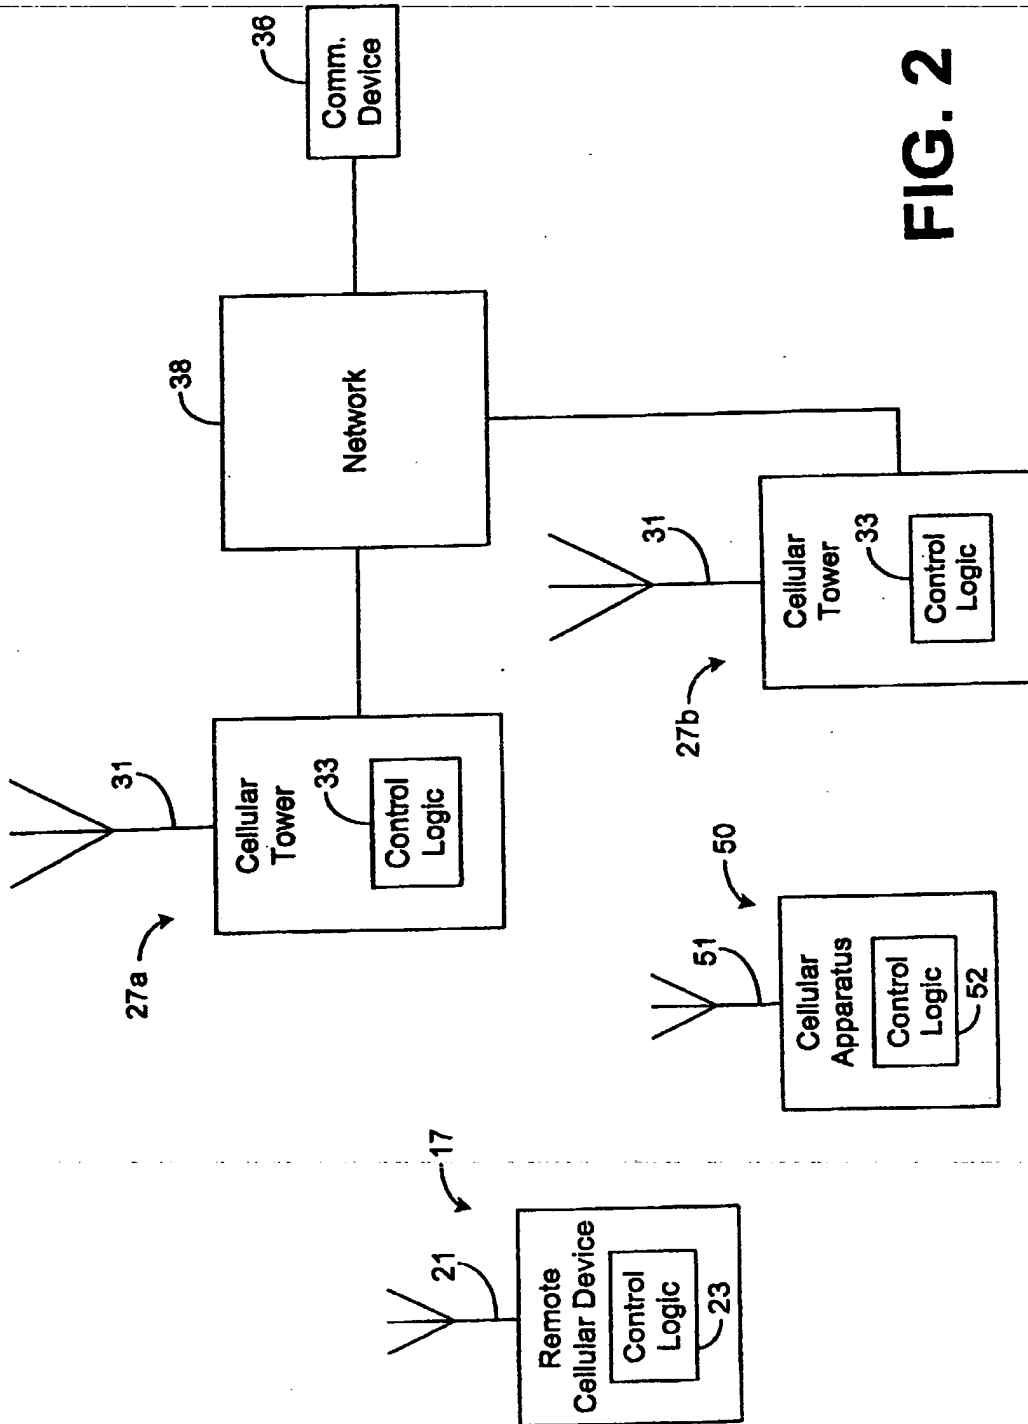 36
Comm.
Device
38
Network
31
27a
Cellular
Tower
33
Control
Logic
31
27b
Cellular
Tower
33
Control
Logic
50
51
Cellular
Apparatus
Control
Logic
52
17
21
Remote
Cellular Device
Control
Logic
23
FIG. 2